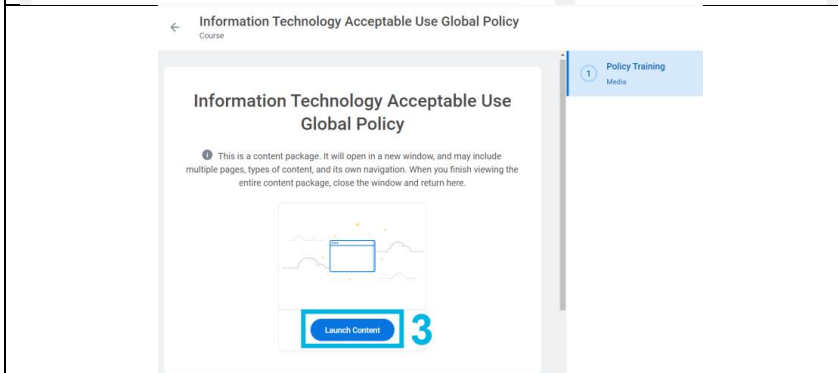 Information Technology Acceptable Use Global Policy
Course
1
Policy Training
Media
Information Technology Acceptable Use
Global Policy
This is a content package. It will open in a new window, and may include
multiple pages, types of content, and its own navigation. When you finish viewing the
entire content package, close the window and return here.
Launch Content
3